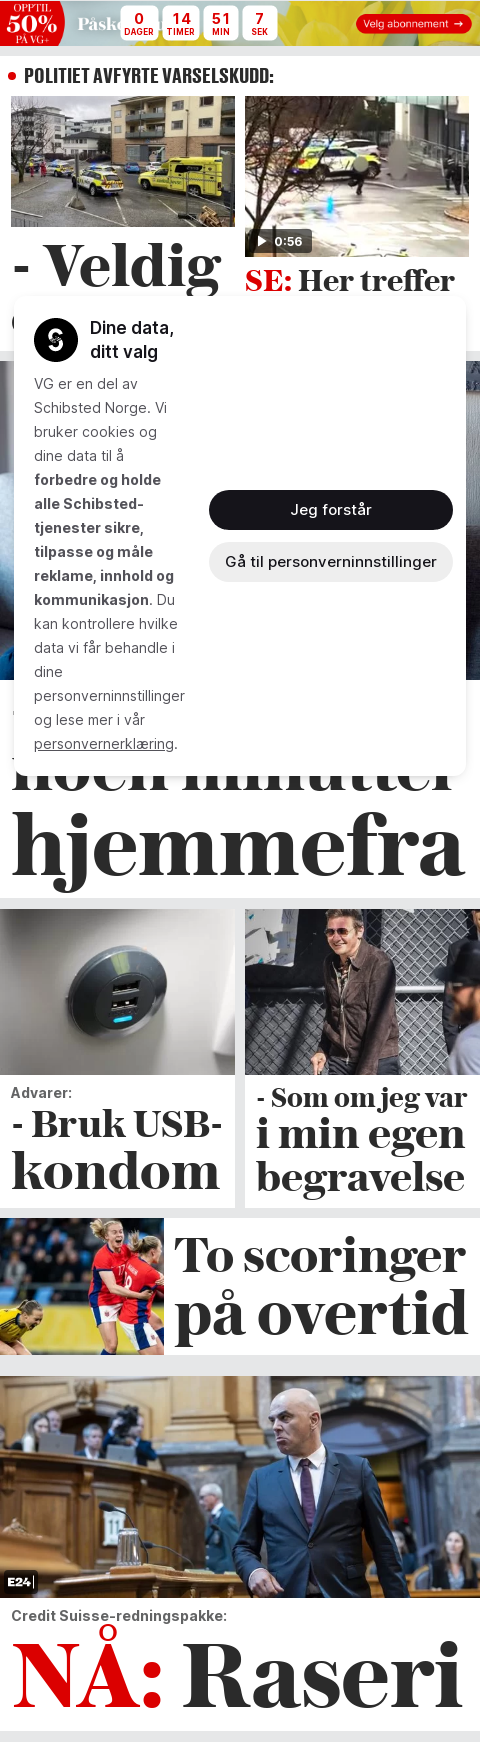 OPPTIL
50%
PÅ VG+
0
DAGER
14
TIMER
51
MIN
7
SEK
Velg abonnement →
POLITIET AVFYRTE VARSELSKUDD:
0:56
- Veldig
SE: Her treffer
Dine data,
ditt valg
VG er en del av
Schibsted Norge. Vi
bruker cookies og
dine data til å
forbedre og holde
alle Schibsted-
tjenester sikre,
tilpasse og måle
reklame, innhold og
kommunikasjon. Du
kan kontrollere hvilke
data vi får behandle i
dine
personverninnstillinger
og lese mer i vår
personvernerklæring.
Jeg forstår
Gå til personverninnstillinger
noen minutter
hjemmefra
Advarer:
- Bruk USB-
kondom
- Som om jeg var
i min egen
begravelse
To scoringer
på overtid
E24
Credit Suisse-redningspakke:
NÅ: Raseri